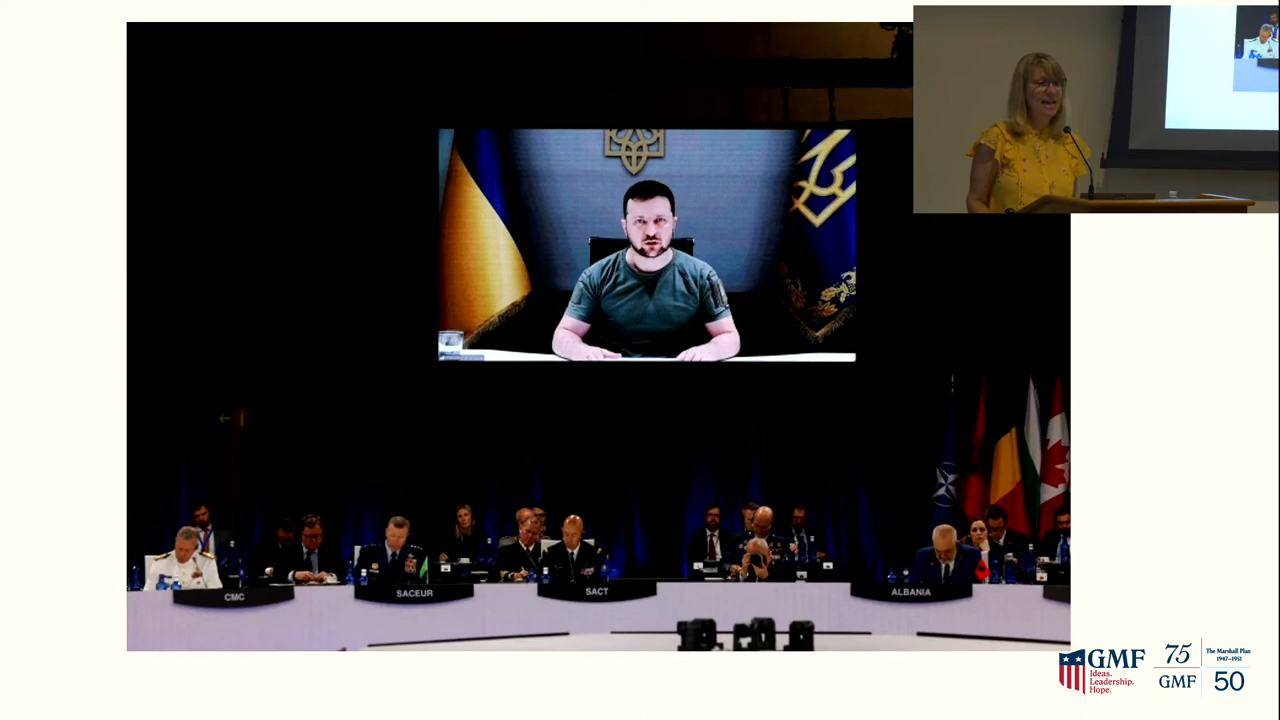 CMC
SACEUR
SACT
ALBANIA
GMF
Ideas.
Leadership.
Hope.
75
GMF
The Marshall Plan
1947–1951
50